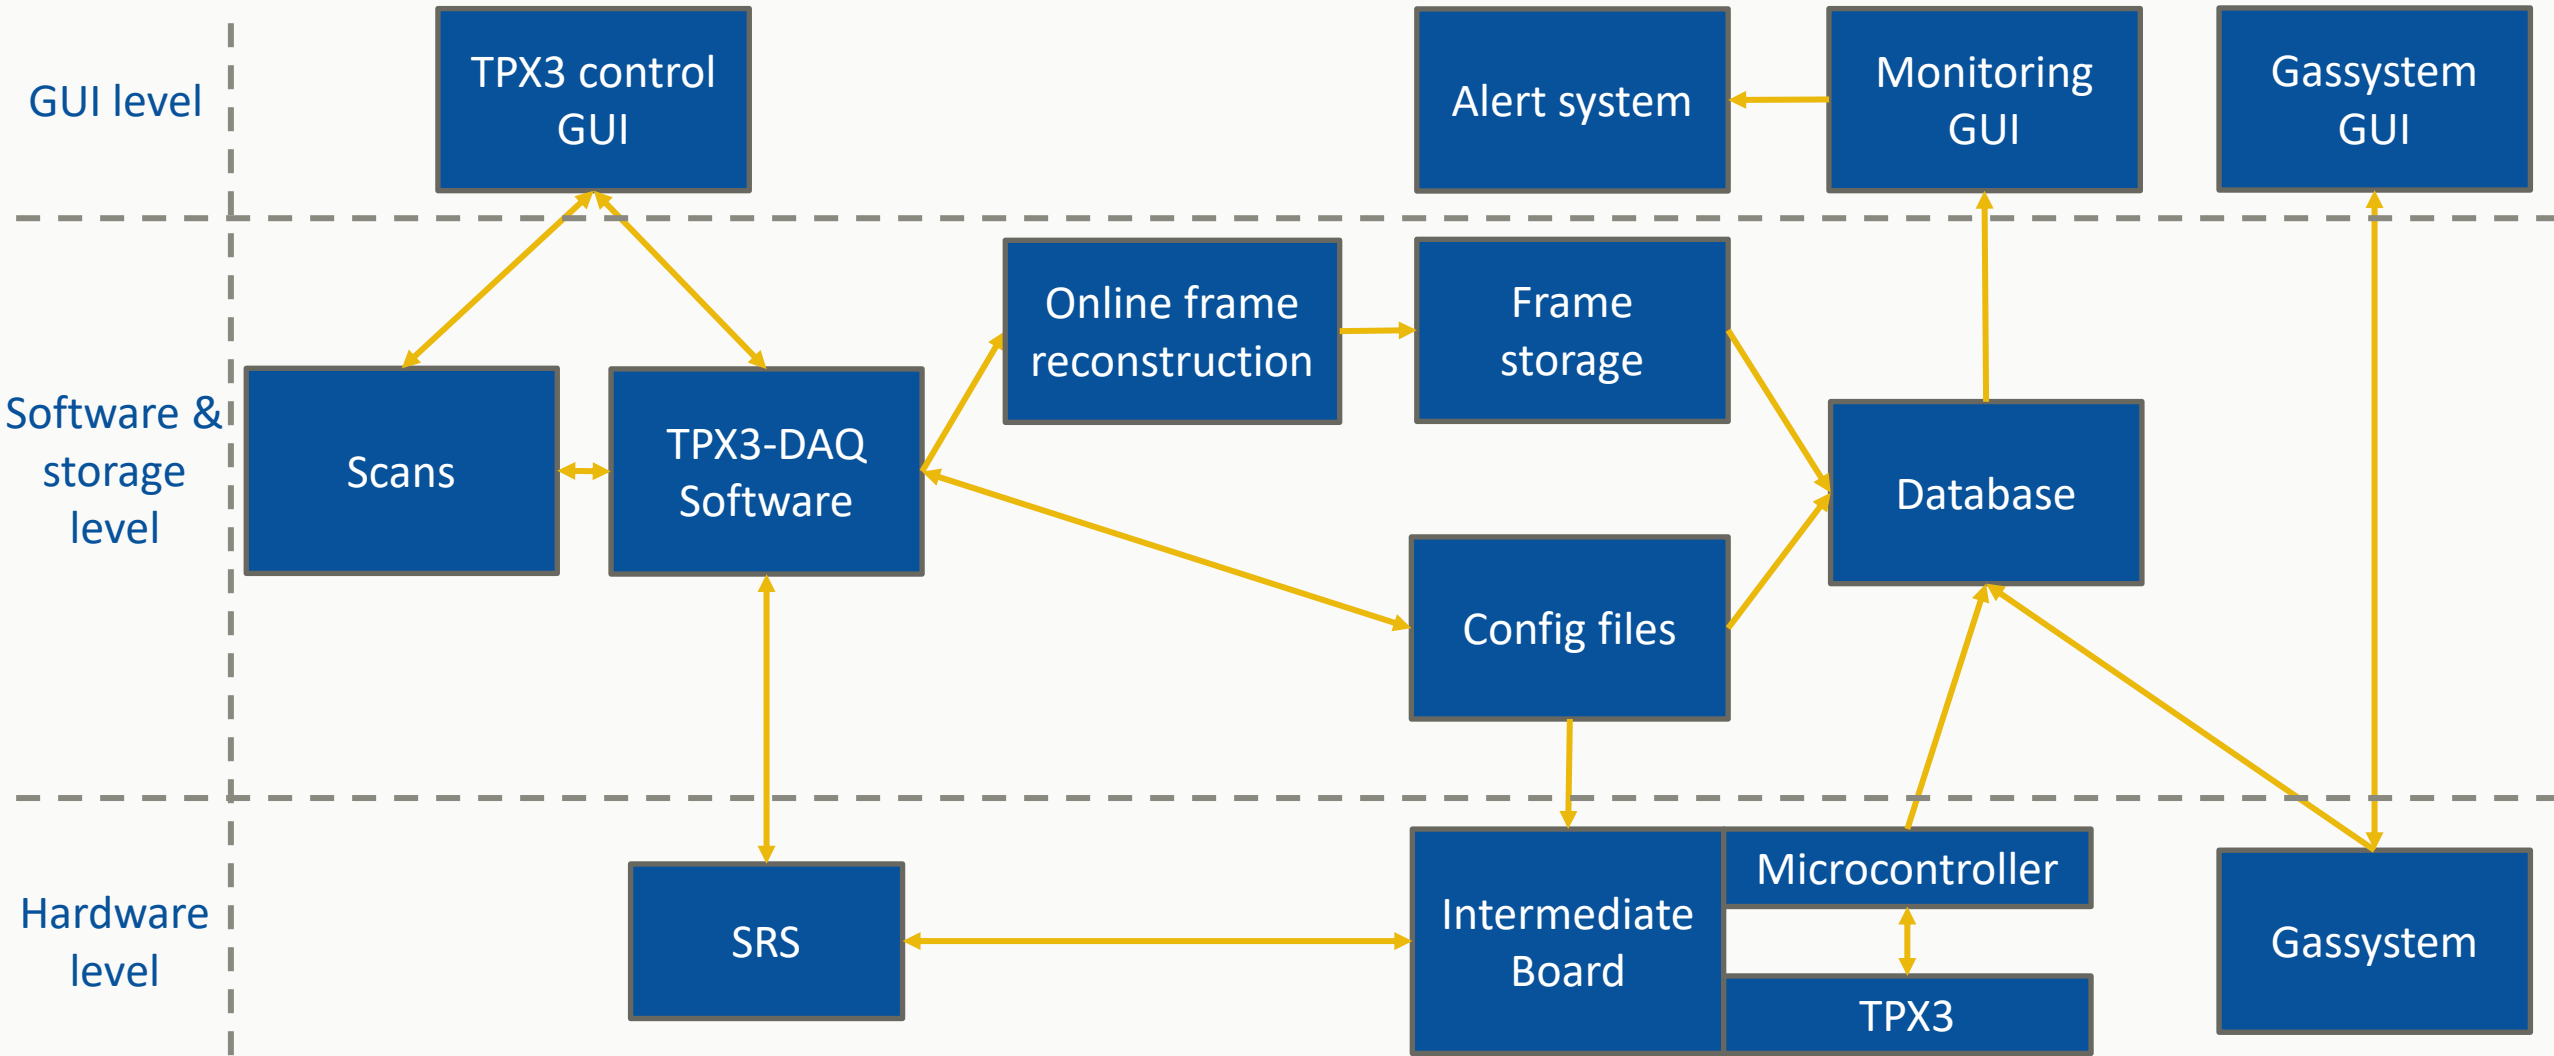 GUI level
TPX3 control
GUI
Alert system
Monitoring
GUI
Gassystem
GUI
Software &
storage
level
Scans
TPX3-DAQ
Software
Online frame
reconstruction
Frame
storage
Config files
Database
Hardware
level
SRS
Intermediate
Board
Microcontroller
TPX3
Gassystem